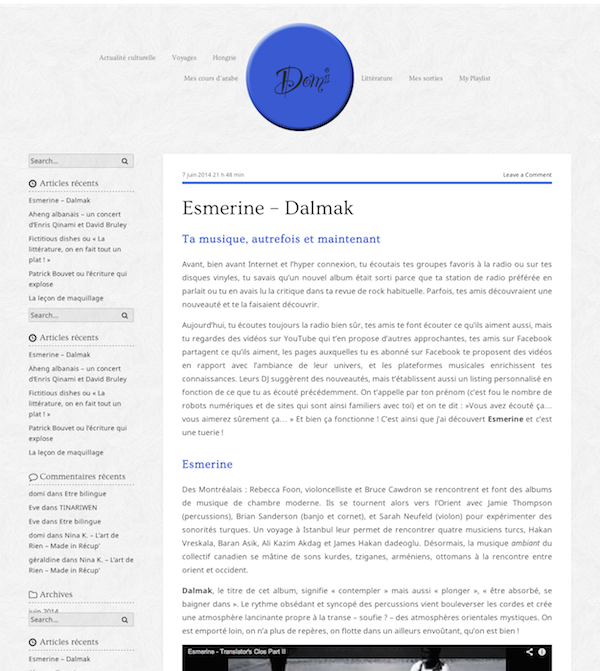 Actualité culturelle Voyages Hongrie
Mes cours d'arabe Domii Littérature Mes sorties My Playlist
Search...
Articles récents
Esmerine – Dalmak
Aheng albanais – un concert
d'Enris Qinami et David Bruley
Fictitious dishes ou « La
littérature, on en fait tout un
plat ! »
Patrick Bouvet ou l'écriture qui
explose
La leçon de maquillage
Search...
Articles récents
Esmerine – Dalmak
Aheng albanais – un concert
d'Enris Qinami et David Bruley
Fictitious dishes ou « La
littérature, on en fait tout un
plat ! »
Patrick Bouvet ou l'écriture qui
explose
La leçon de maquillage
Commentaires récents
domi dans Etre bilingue
Eve dans TINARIWEN
Eve dans Etre bilingue
domi dans Nina K. – L'art de
Rien – Made in Récup'
géraldine dans Nina K. – L'art de
Rien – Made in Récup'
Archives
juin 2014
Search...
Articles récents
Esmerine – Dalmak
7 juin 2014 21 h 48 min Leave a Comment
Esmerine – Dalmak
Ta musique, autrefois et maintenant
Avant, bien avant Internet et l'hyper connexion, tu écoutais tes groupes favoris à la radio ou sur tes
disques vinyles, tu savais qu'un nouvel album était sorti parce que ta station de radio préférée en
parlait ou tu en avais lu la critique dans ta revue de rock habituelle. Parfois, tes amis découvraient une
nouveauté et te la faisaient découvrir.
Aujourd'hui, tu écoutes toujours la radio bien sûr, tes amis te font écouter ce qu'ils aiment aussi, mais
tu regardes des vidéos sur YouTube qui t'en propose d'autres approchantes, tes amis sur Facebook
partagent ce qu'ils aiment, les pages auxquelles tu es abonné sur Facebook te proposent des vidéos
en rapport avec l'ambiance de leur univers, et les plateformes musicales enrichissent tes
connaissances. Leurs DJ suggèrent des nouveautés, mais t'établissent aussi un listing personnalisé en
fonction de ce que tu as écouté précédemment. On t'appelle par ton prénom (c'est fou le nombre de
robots numériques et de sites qui sont ainsi familiers avec toi) et on te dit : »Vous avez écouté ça…
vous aimerez sûrement ça… » Et bien ça fonctionne ! C'est ainsi que j'ai découvert Esmerine et c'est
une tuerie !
Esmerine
Des Montréalais : Rebecca Foon, violoncelliste et Bruce Cawdron se rencontrent et font des albums
de musique de chambre moderne. Ils se tournent alors vers l'Orient avec Jamie Thompson
(percussions), Brian Sanderson (banjo et cornet), et Sarah Neufeld (violon) pour expérimenter des
sonorités turques. Un voyage à Istanbul leur permet de rencontrer quatre musiciens turcs, Hakan
Vreskala, Baran Asik, Ali Kazim Akdag et James Hakan dadeoglu. Désormais, la musique ambiant du
collectif canadien se mâtine de sons kurdes, tziganes, arméniens, ottomans à la rencontre entre
orient et occident.
Dalmak, le titre de cet album, signifie « contempler » mais aussi « plonger », « être absorbé, se
baigner dans ». Le rythme obsédant et syncopé des percussions vient bouleverser les cordes et crée
une atmosphère lancinante propre à la transe – soufie ? – des atmosphères orientales mystiques. On
est emporté loin, on n'a plus de repères, on flotte dans un ailleurs envoûtant, qu'on est bien !
Esmerine - Translator's Clos Part II